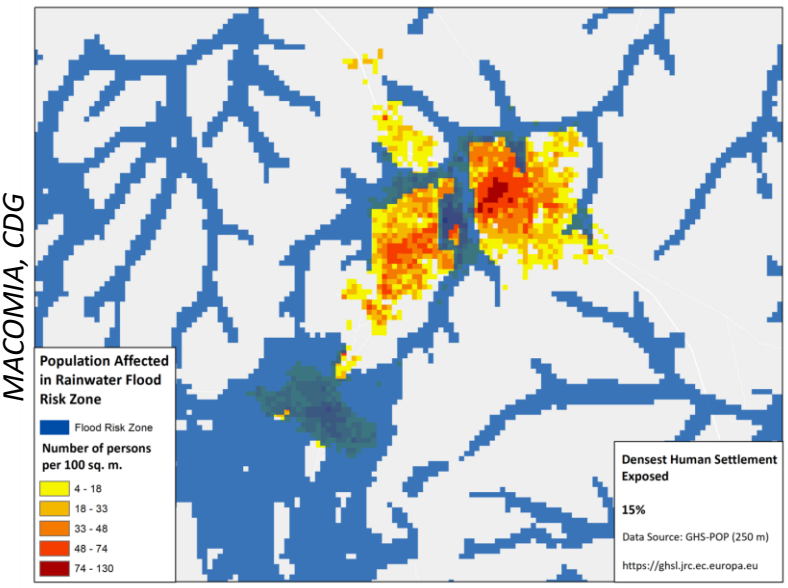 MACOMIA, CDG
Population Affected
in Rainwater Flood
Risk Zone
Flood Risk Zone
Number of persons
per 100 sq. m.
4 - 18
18 - 33
33 - 48
48 - 74
74 - 130
Densest Human Settlement
Exposed
15%
Data Source: GHS-POP (250 m)
https://ghsl.jrc.ec.europa.eu